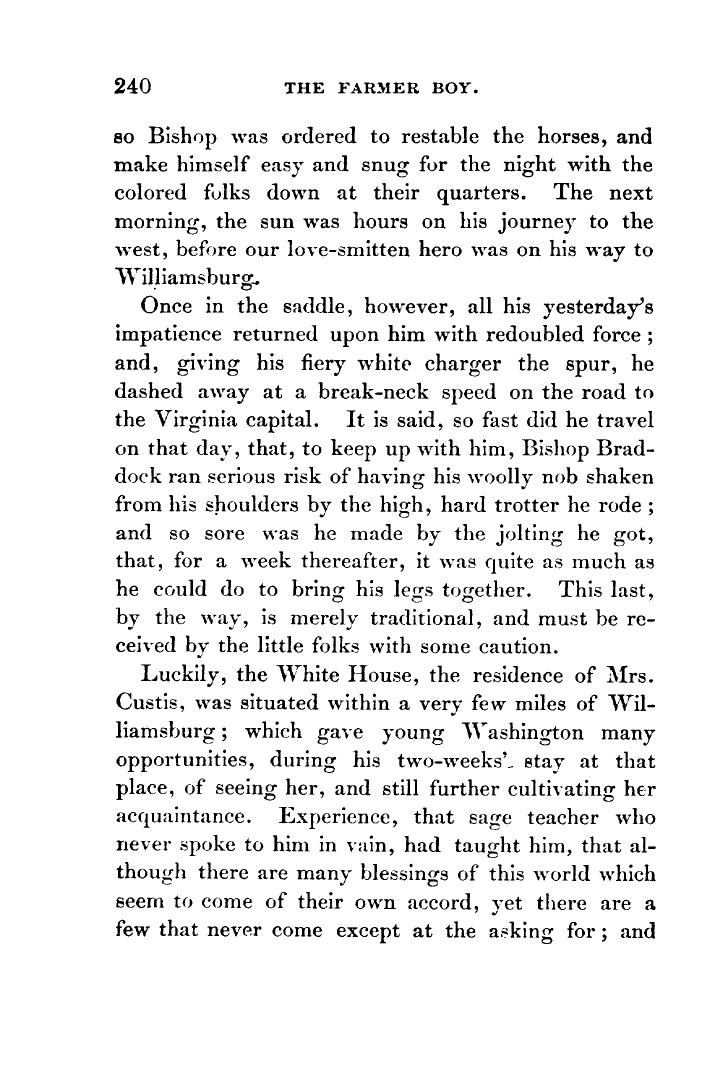 240 THE FARMER BOY.
so Bishop was ordered to restable the horses, and
make himself easy and snug for the night with the
colored folks down at their quarters. The next
morning, the sun was hours on his journey to the
west, before our love-smitten hero was on his way to
Williamsburg.
Once in the saddle, however, all his yesterday's
impatience returned upon him with redoubled force;
and, giving his fiery white charger the spur, he
dashed away at a break-neck speed on the road to
the Virginia capital. It is said, so fast did he travel
on that day, that, to keep up with him, Bishop Brad-
dock ran serious risk of having his woolly nob shaken
from his shoulders by the high, hard trotter he rode;
and so sore was he made by the jolting he got,
that, for a week thereafter, it was quite as much as
he could do to bring his legs together. This last,
by the way, is merely traditional, and must be re-
ceived by the little folks with some caution.
Luckily, the White House, the residence of Mrs.
Custis, was situated within a very few miles of Wil-
liamsburg; which gave young Washington many
opportunities, during his two-weeks' stay at that
place, of seeing her, and still further cultivating her
acquaintance. Experience, that sage teacher who
never spoke to him in vain, had taught him, that al-
though there are many blessings of this world which
seem to come of their own accord, yet there are a
few that never come except at the asking for; and